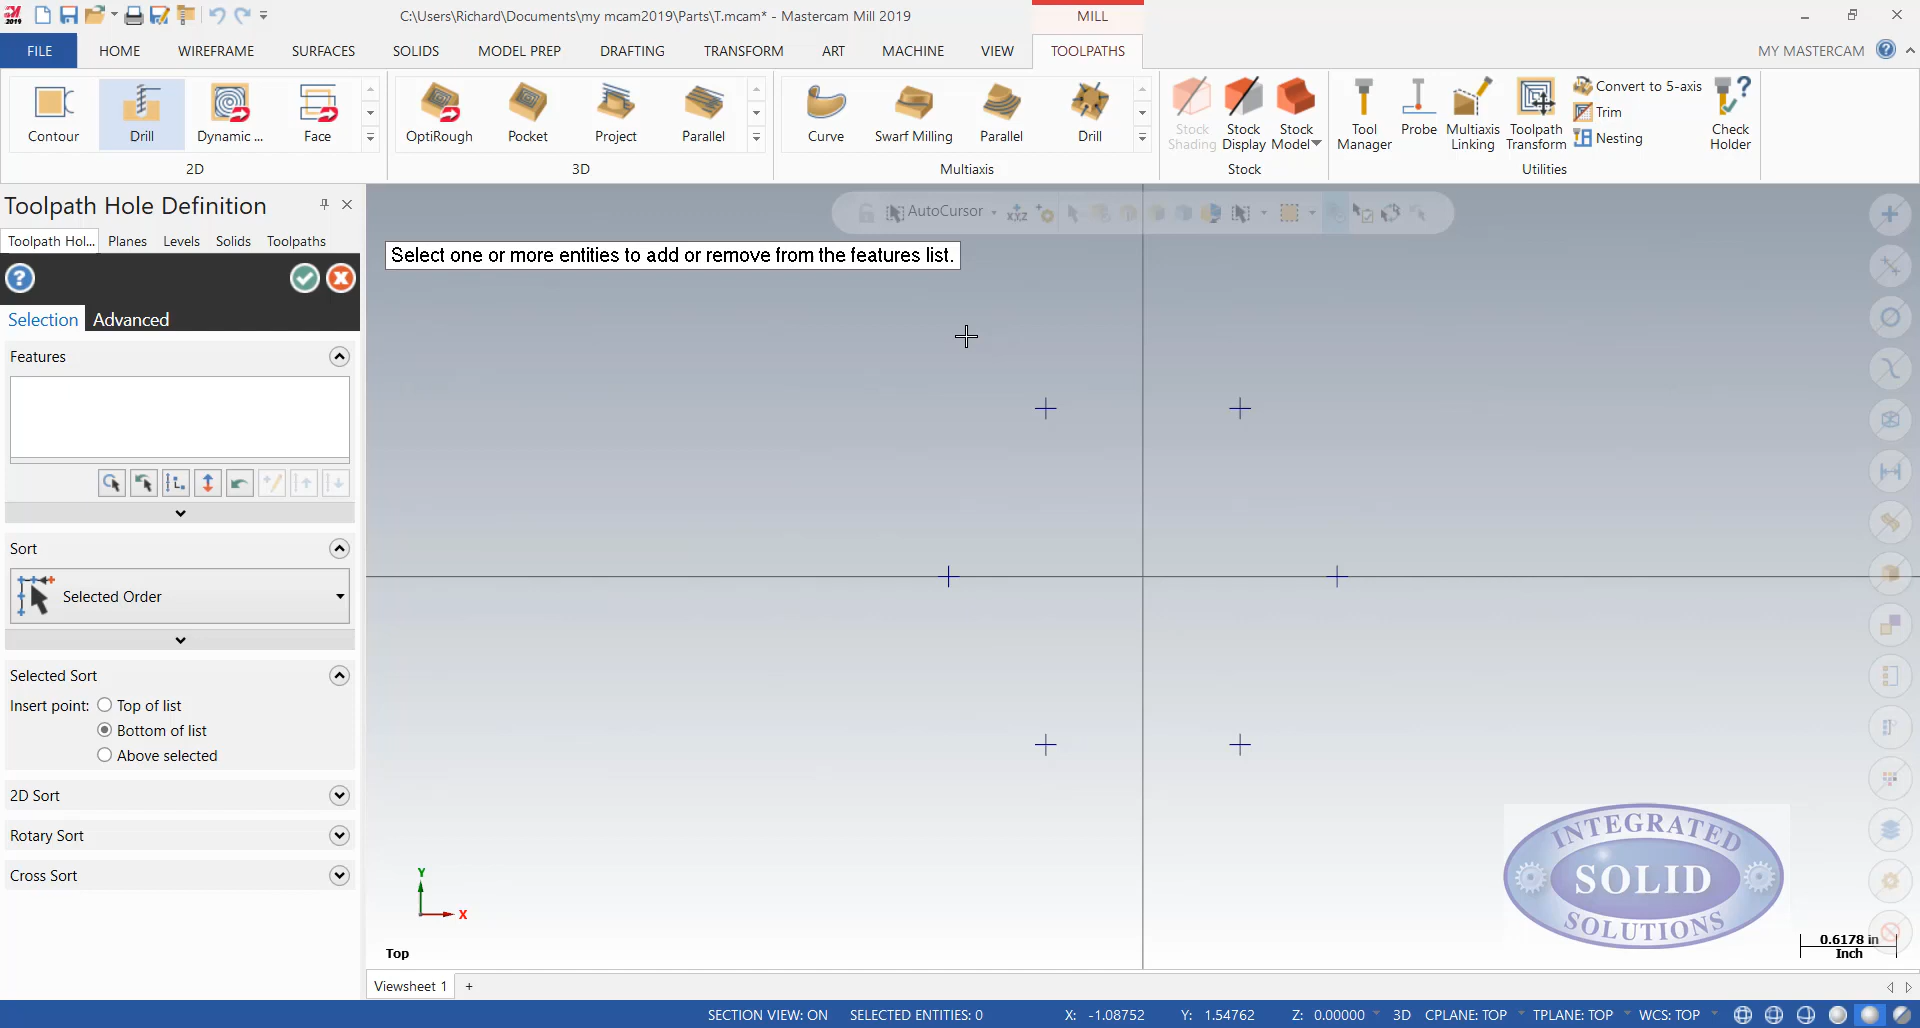 2019
C:\Users\Richard\Documents\my mcam2019\Parts\T.mcam* - Mastercam Mill 2019
MILL
FILE
HOME
WIREFRAME
SURFACES
SOLIDS
MODEL PREP
DRAFTING
TRANSFORM
ART
MACHINE
VIEW
TOOLPATHS
MY MASTERCAM
Contour
Drill
Dynamic ...
Face
2D
OptiRough
Pocket
Project
Parallel
3D
Curve
Swarf Milling
Parallel
Drill
Multiaxis
Stock
Shading
Stock
Display
Stock
Model
Stock
Tool
Manager
Probe
Multiaxis
Linking
Toolpath
Transform
Convert to 5-axis
Trim
Nesting
Check
Holder
Utilities
Toolpath Hole Definition
Toolpath Hol...
Planes
Levels
Solids
Toolpaths
Selection
Advanced
Features
Sort
Selected Order
Selected Sort
Insert point:
Top of list
Bottom of list
Above selected
2D Sort
Rotary Sort
Cross Sort
AutoCursor
Select one or more entities to add or remove from the features list.
Y
X
Top
INTEGRATED
SOLID
SOLUTIONS
0.6178 in
Inch
Viewsheet 1
+
SECTION VIEW: ON
SELECTED ENTITIES: 0
X: -1.08752
Y: 1.54762
Z: 0.00000
3D
CPLANE: TOP
TPLANE: TOP
WCS: TOP